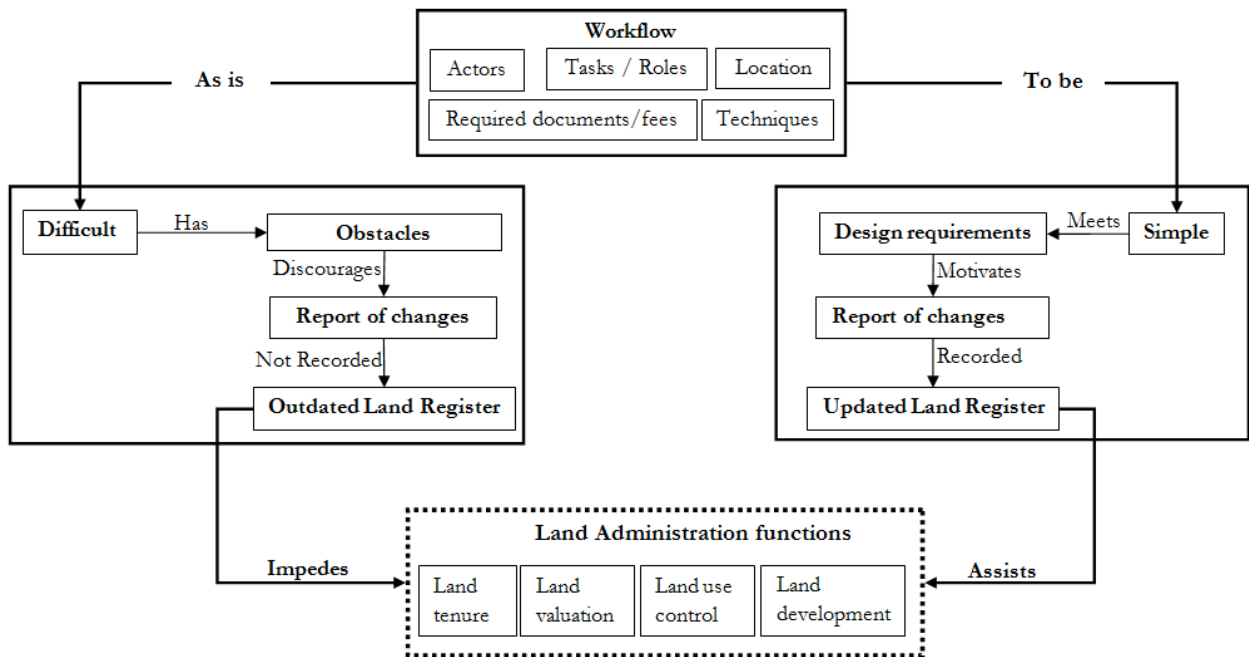 Workflow
Actors
Tasks / Roles
Location
Required documents/fees
Techniques
As is
To be
Difficult
Has
Obstacles
Discourages
Report of changes
Not Recorded
Outdated Land Register
Design requirements
Meets
Simple
Motivates
Report of changes
Recorded
Updated Land Register
Impedes
Assists
Land Administration functions
Land
tenure
Land
valuation
Land use
control
Land
development